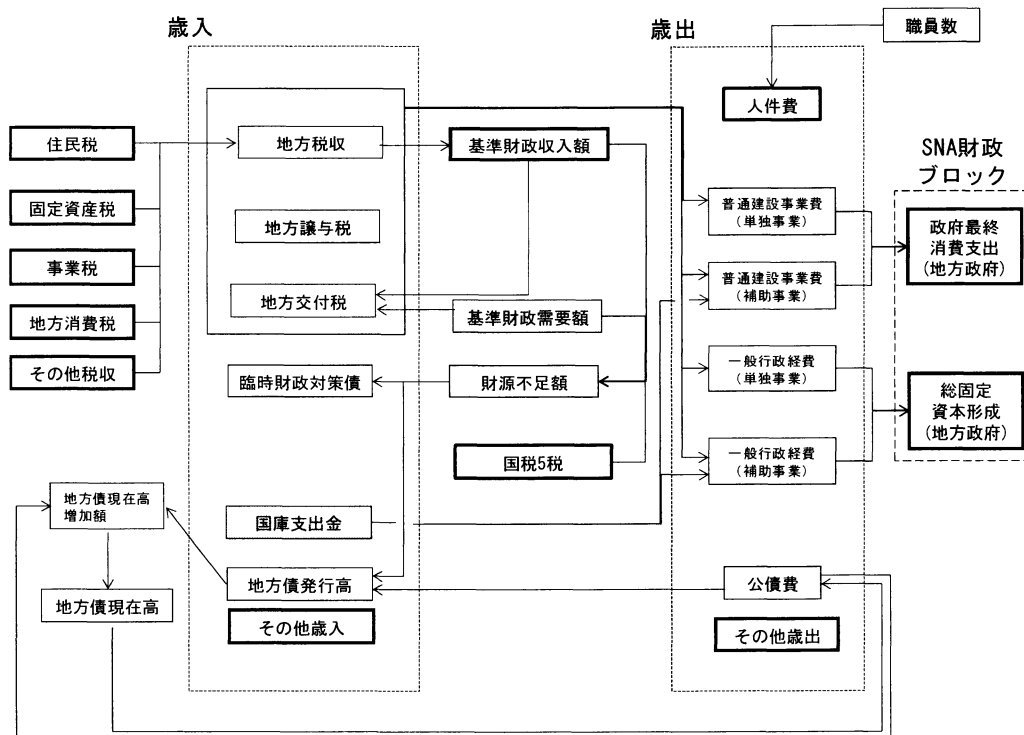 歳入
歳出
職員数
人件費
住民税
固定資産税
事業税
地方消費税
その他税収
地方税収
地方譲与税
地方交付税
臨時財政対策債
国庫支出金
地方債発行高
その他歳入
基準財政収入額
基準財政需要額
財源不足額
国税5税
普通建設事業費
(単独事業)
普通建設事業費
(補助事業)
一般行政経費
(単独事業)
一般行政経費
(補助事業)
公債費
その他歳出
SNA財政
ブロック
政府最終
消費支出
(地方政府)
総固定
資本形成
(地方政府)
地方債現在高
増加額
地方債現在高